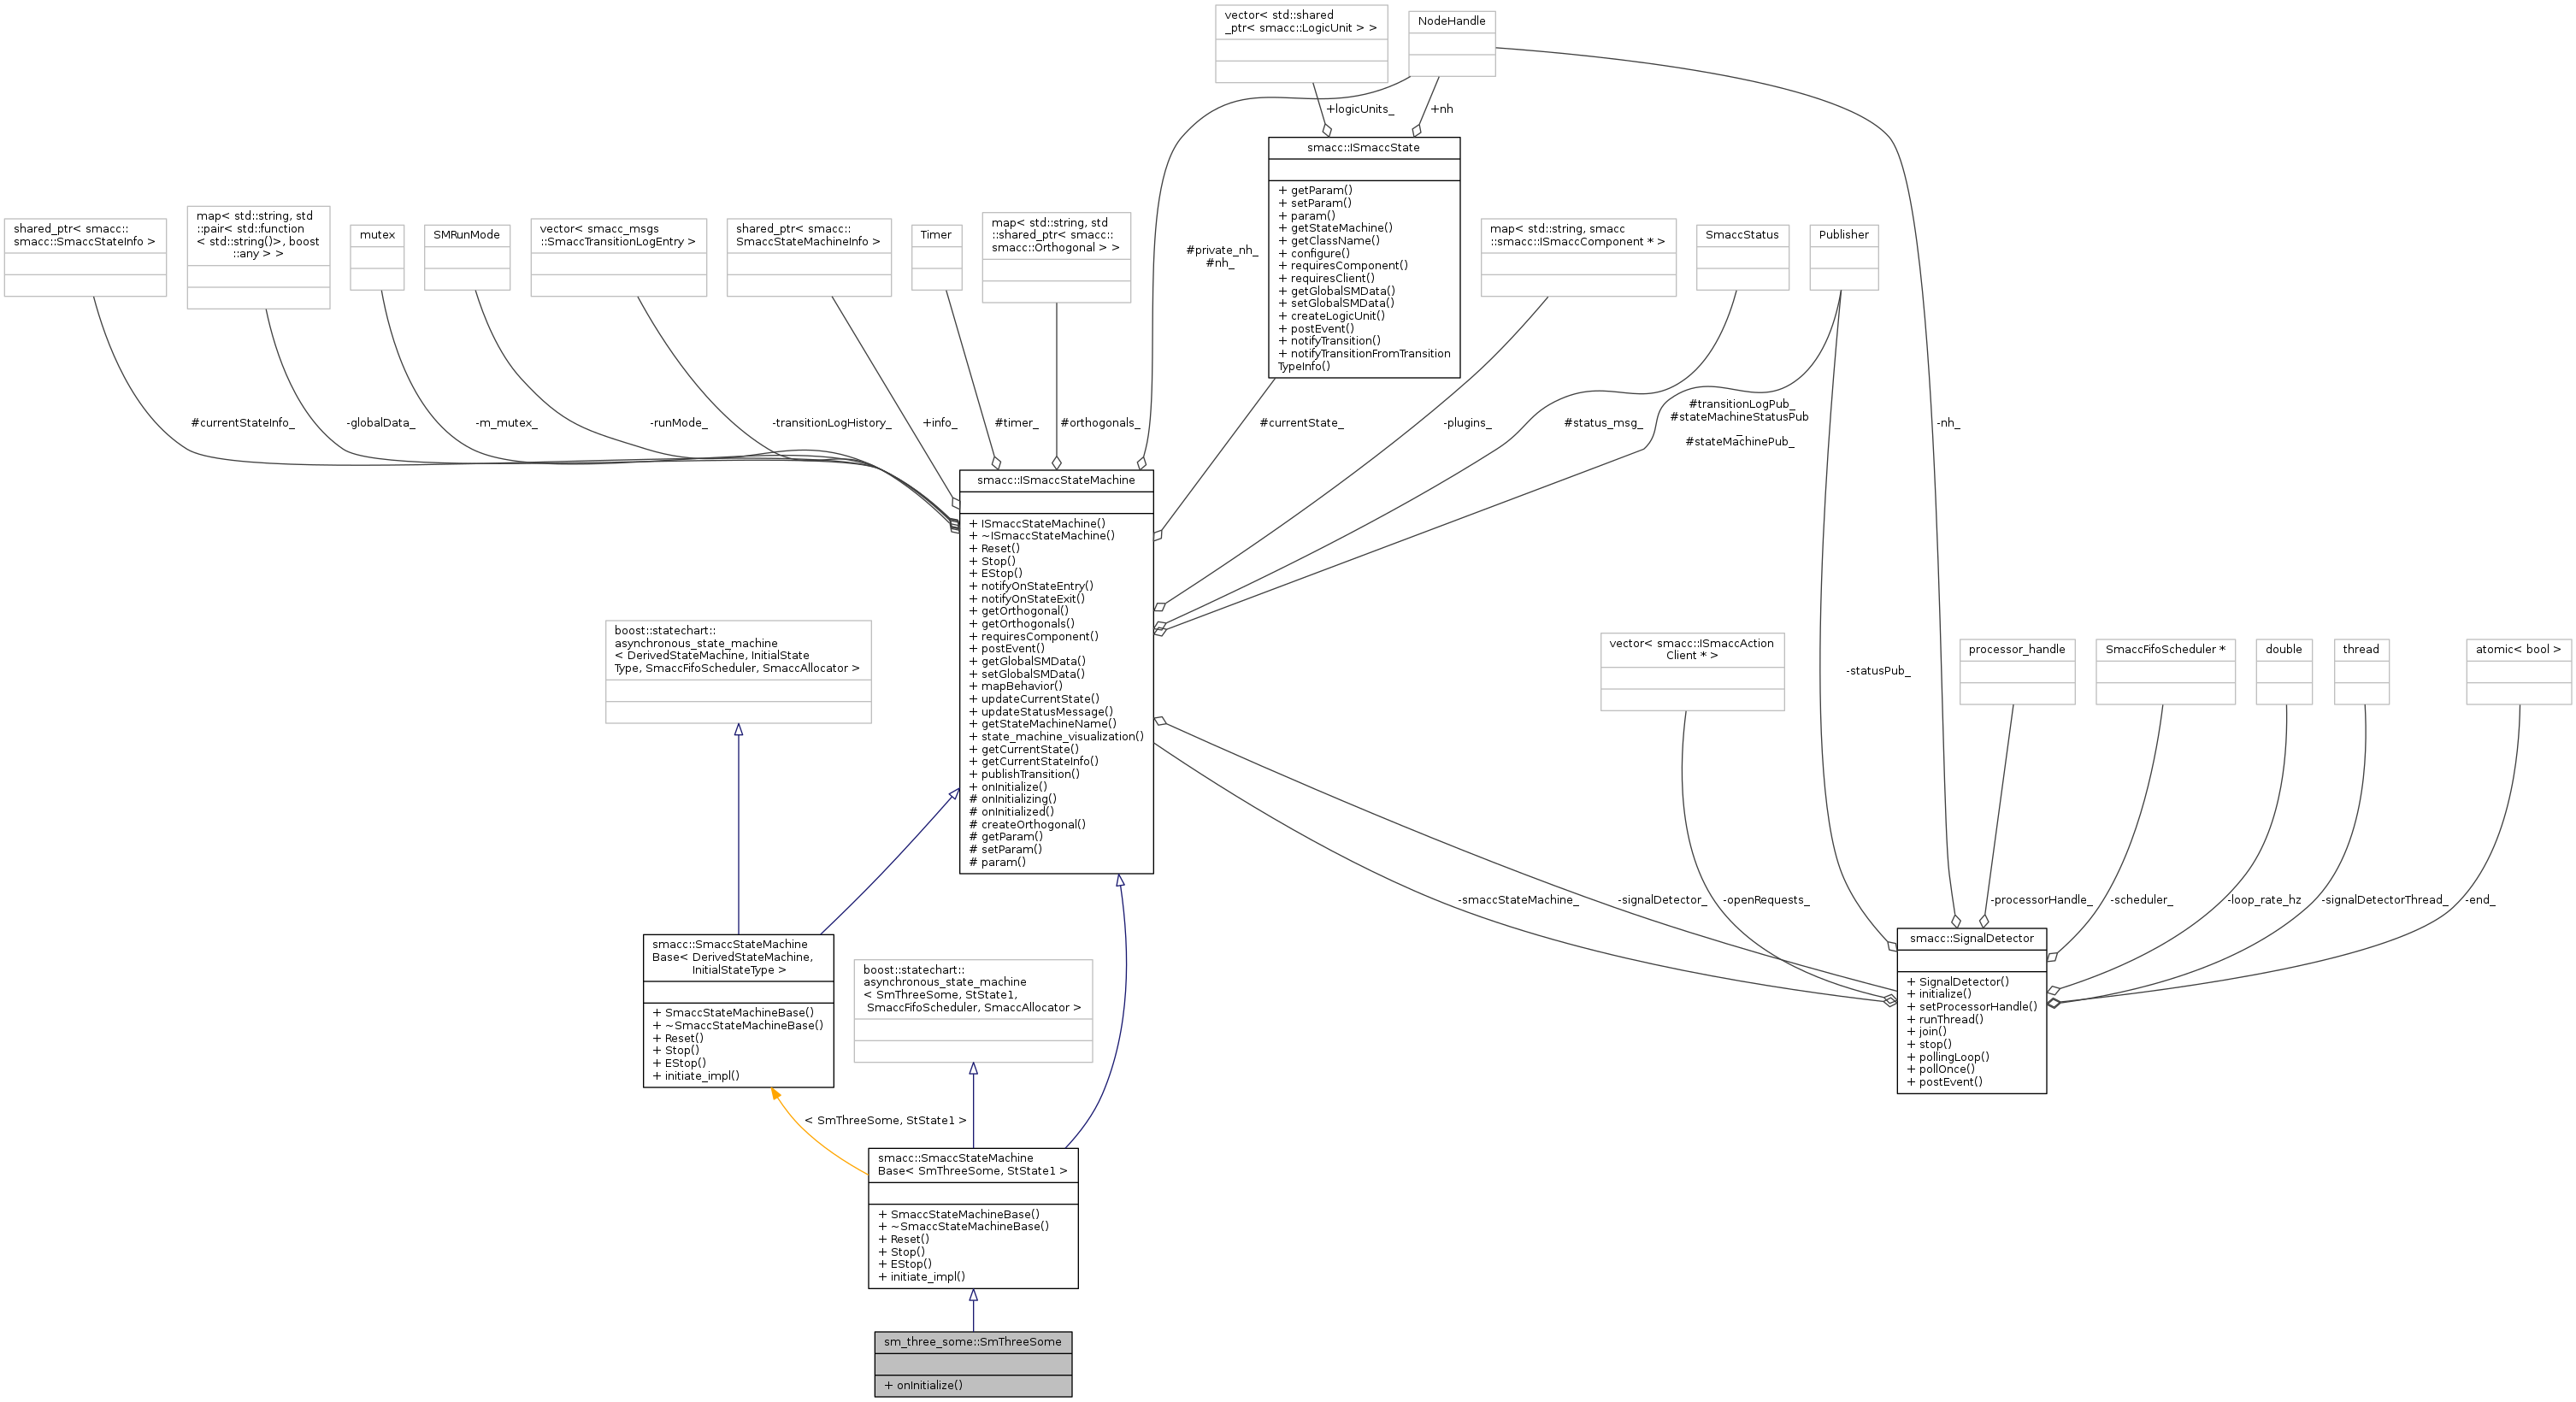 vector< std::shared
_ptr< smacc::LogicUnit > >
NodeHandle
+logicUnits_
+nh
smacc::ISmaccState
+ getParam()
+ setParam()
+ param()
+ getStateMachine()
+ getClassName()
+ configure()
+ requiresComponent()
+ requiresClient()
+ getGlobalSMData()
+ setGlobalSMData()
+ createLogicUnit()
+ postEvent()
+ notifyTransition()
+ notifyTransitionFromTransition
TypeInfo()
shared_ptr< smacc::
smacc::SmaccStateInfo >
map< std::string, std
::pair< std::function
< std::string()>, boost
::any > >
mutex
SMRunMode
vector< smacc_msgs
::SmaccTransitionLogEntry >
shared_ptr< smacc::
SmaccStateMachineInfo >
Timer
map< std::string, std
::shared_ptr< smacc::
smacc::Orthogonal > >
#private_nh_
#nh_
map< std::string, smacc
::smacc::ISmaccComponent * >
SmaccStatus
Publisher
#currentStateInfo_
-globalData_
-m_mutex_
-runMode_
-transitionLogHistory_
+info_
#timer_
#orthogonals_
#currentState_
-plugins_
#status_msg_
#transitionLogPub_
#stateMachineStatusPub
_
#stateMachinePub_
-nh_
smacc::ISmaccStateMachine
+ ISmaccStateMachine()
+ ~ISmaccStateMachine()
+ Reset()
+ Stop()
+ EStop()
+ notifyOnStateEntry()
+ notifyOnStateExit()
+ getOrthogonal()
+ getOrthogonals()
+ requiresComponent()
+ postEvent()
+ getGlobalSMData()
+ setGlobalSMData()
+ mapBehavior()
+ updateCurrentState()
+ updateStatusMessage()
+ getStateMachineName()
+ state_machine_visualization()
+ getCurrentState()
+ getCurrentStateInfo()
+ publishTransition()
+ onInitialize()
# onInitializing()
# onInitialized()
# createOrthogonal()
# getParam()
# setParam()
# param()
boost::statechart::
asynchronous_state_machine
< DerivedStateMachine, InitialState
Type, SmaccFifoScheduler, SmaccAllocator >
vector< smacc::ISmaccAction
Client * >
-statusPub_
processor_handle
SmaccFifoScheduler *
double
thread
atomic< bool >
-smaccStateMachine_
-signalDetector_
-openRequests_
-processorHandle_
-scheduler_
-loop_rate_hz
-signalDetectorThread_
-end_
smacc::SignalDetector
+ SignalDetector()
+ initialize()
+ setProcessorHandle()
+ runThread()
+ join()
+ stop()
+ pollingLoop()
+ pollOnce()
+ postEvent()
smacc::SmaccStateMachine
Base< DerivedStateMachine,
InitialStateType >
+ SmaccStateMachineBase()
+ ~SmaccStateMachineBase()
+ Reset()
+ Stop()
+ EStop()
+ initiate_impl()
boost::statechart::
asynchronous_state_machine
< SmThreeSome, StState1,
SmaccFifoScheduler, SmaccAllocator >
< SmThreeSome, StState1 >
smacc::SmaccStateMachine
Base< SmThreeSome, StState1 >
+ SmaccStateMachineBase()
+ ~SmaccStateMachineBase()
+ Reset()
+ Stop()
+ EStop()
+ initiate_impl()
sm_three_some::SmThreeSome
+ onInitialize()